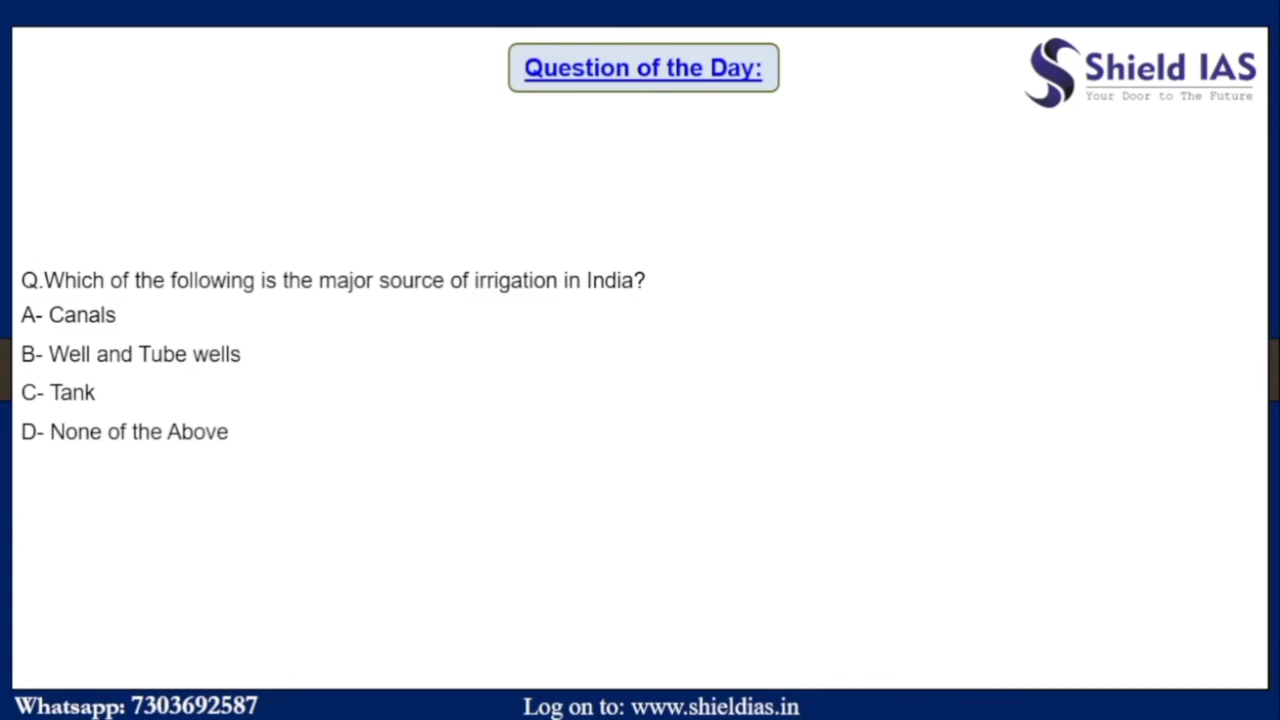 Question of the Day:
Shield IAS
Your Door to The Future
Q.Which of the following is the major source of irrigation in India?
A- Canals
B- Well and Tube wells
C- Tank
D- None of the Above
Whatsapp: 7303692587
Log on to: www.shieldias.in